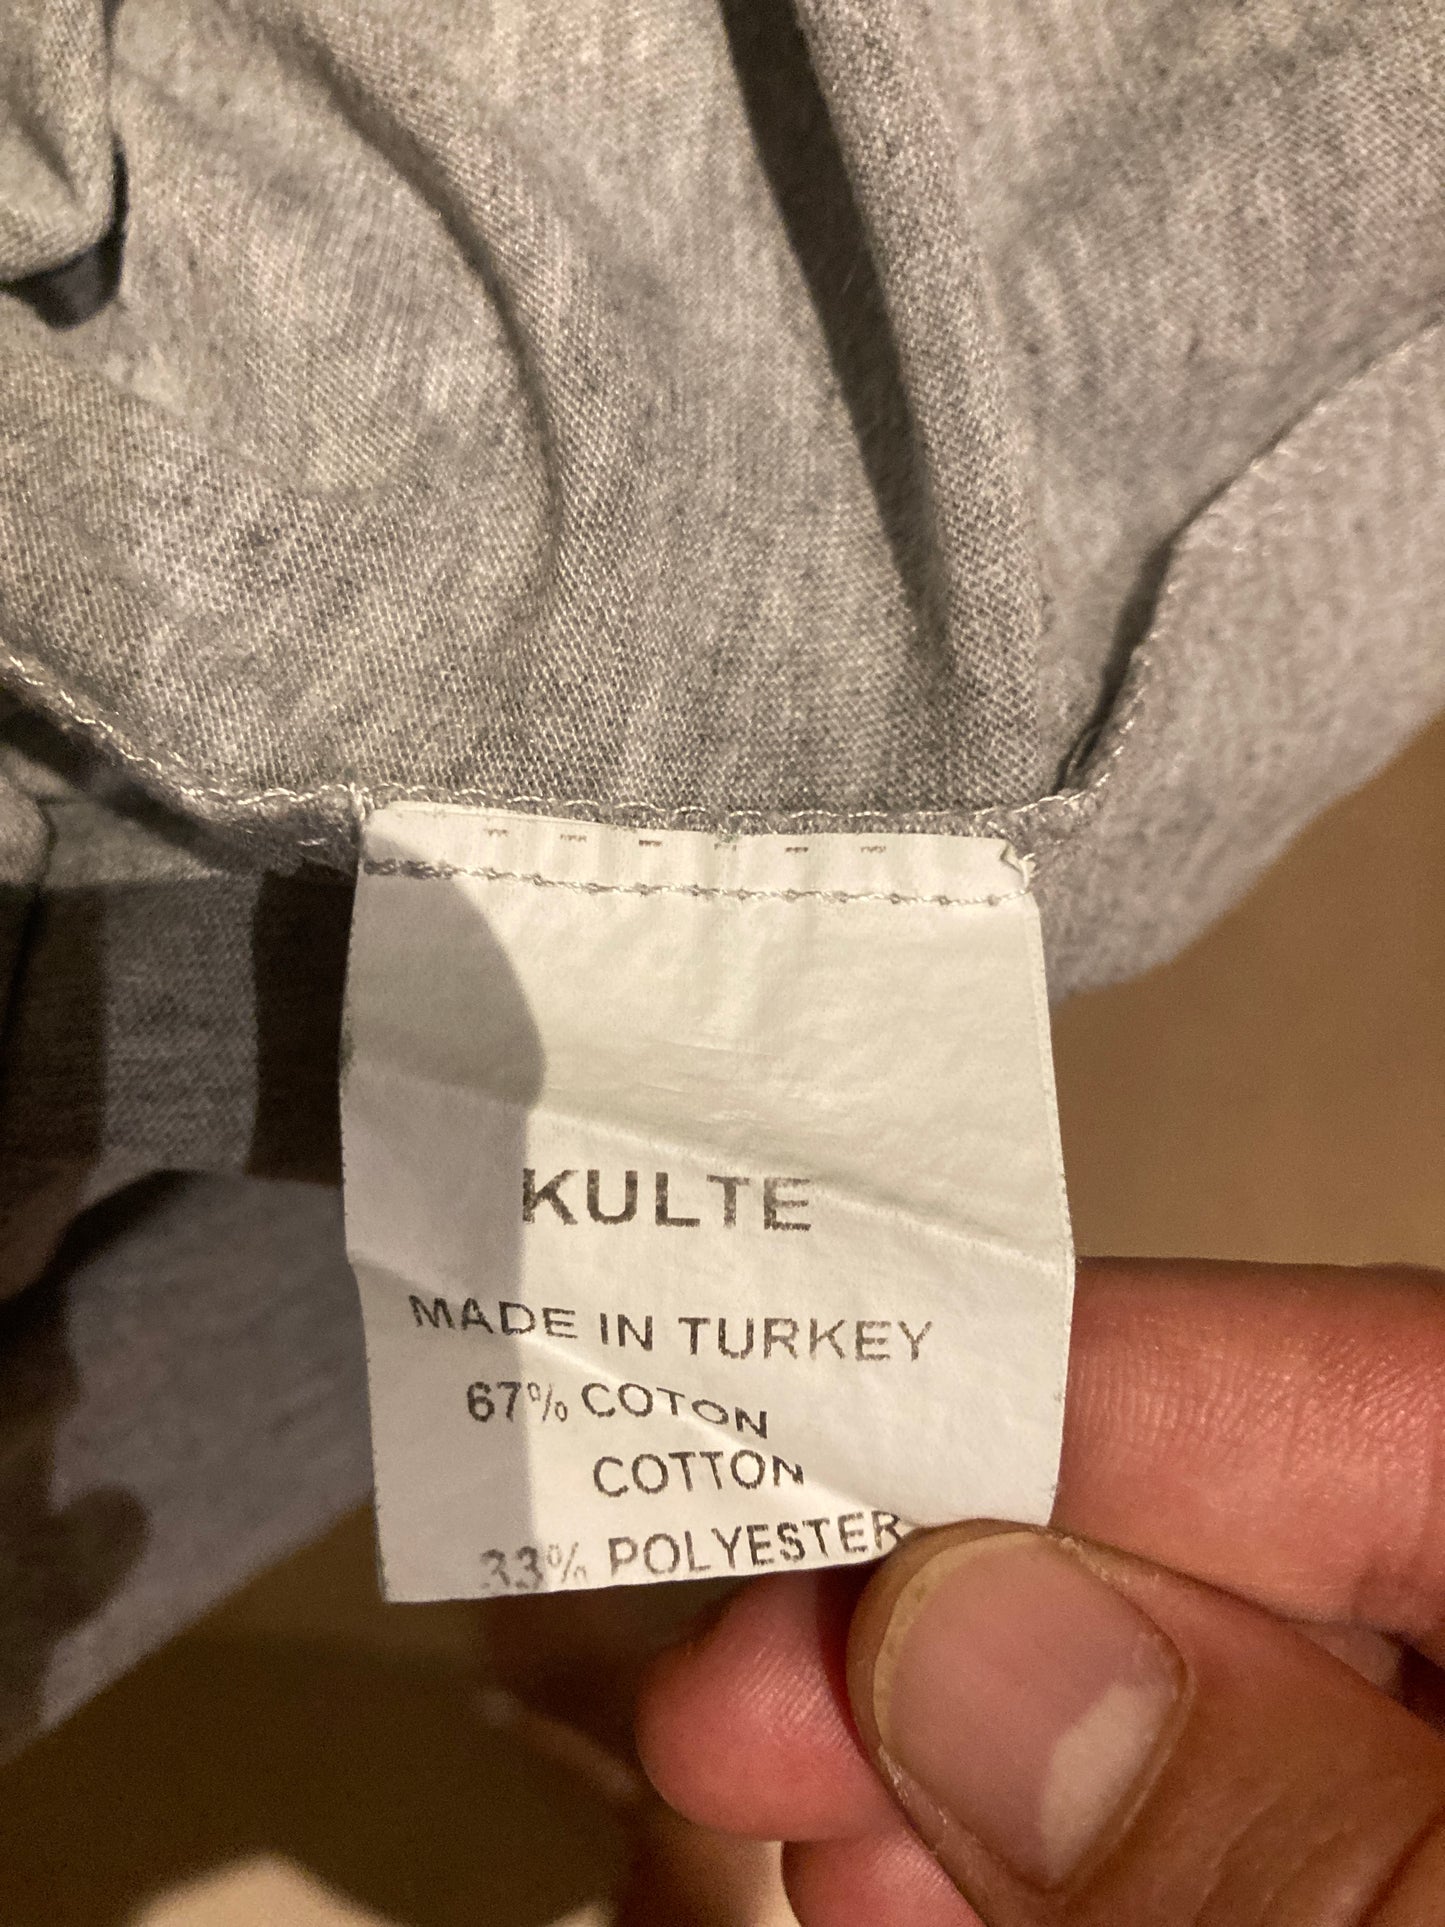 KULTE
MADE IN TURKEY
67% COTON
COTTON
33% POLYESTER